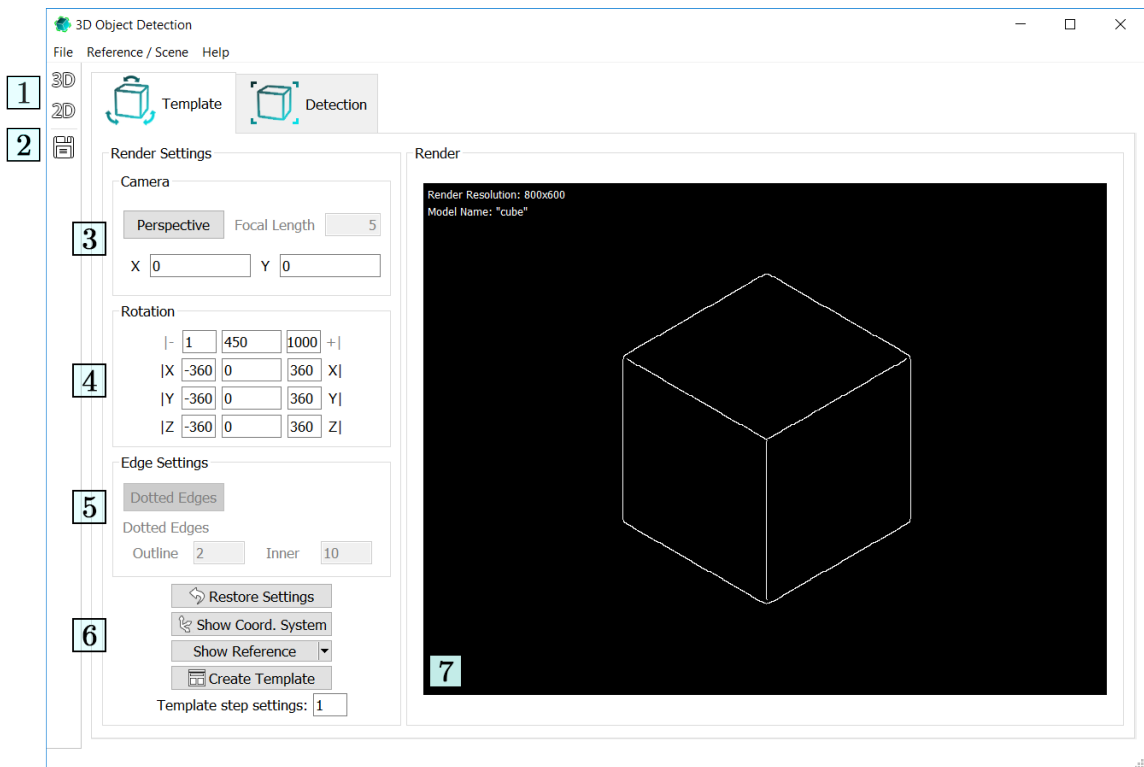 3D Object Detection
File Reference / Scene Help
1 3D
2D
Template Detection
2
Render Settings
Render
Camera
Render Resolution: 800x600
Model Name: "cube"
3 Perspective Focal Length 5
X 0 Y 0
Rotation
|- 1 450 1000 +|
4 |X -360 0 360 X|
|Y -360 0 360 Y|
|Z -360 0 360 Z|
Edge Settings
5 Dotted Edges
Dotted Edges
Outline 2 Inner 10
Restore Settings
6 Show Coord. System
Show Reference
Create Template
Template step settings: 1
7